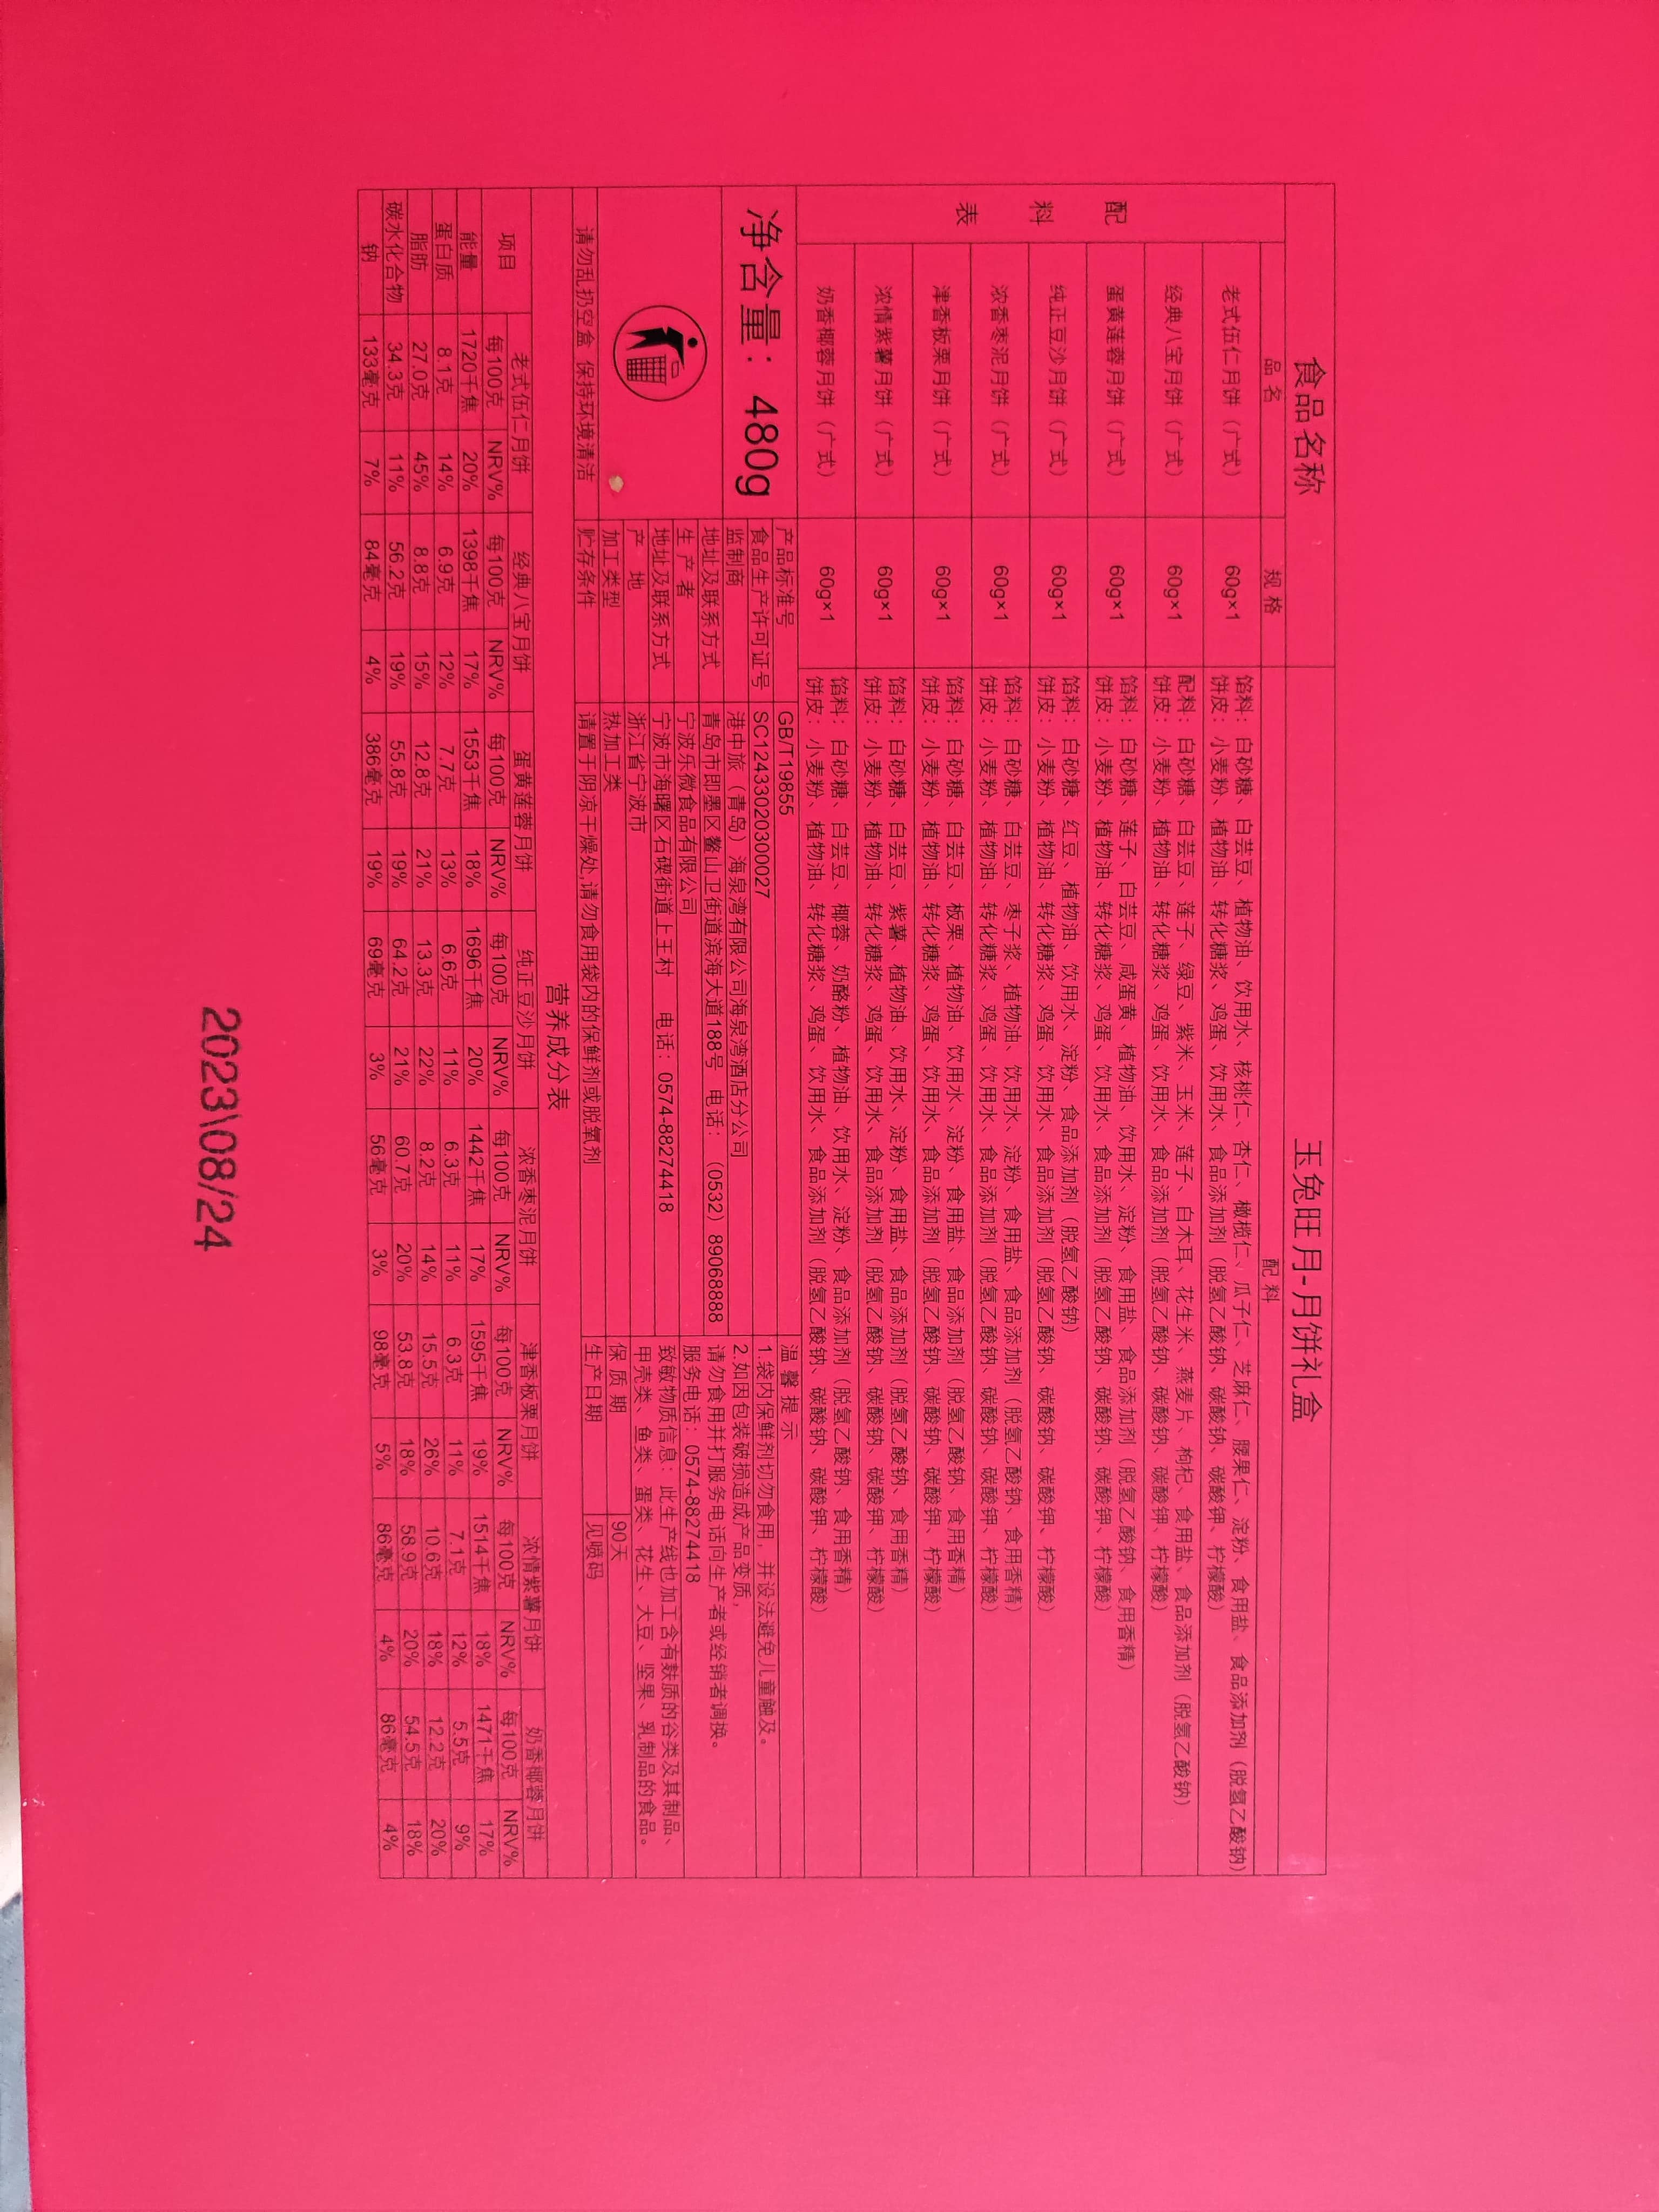 食品名称 玉兔旺月-月饼礼盒
配料表
品名 规格 配料
老式伍仁月饼（广式） 60g×1
馅料：白砂糖、白芸豆、植物油、饮用水、核桃仁、杏仁、橄榄仁、瓜子仁、芝麻仁、腰果仁、淀粉、食用盐、食品添加剂（脱氢乙酸钠）
饼皮：小麦粉、植物油、转化糖浆、鸡蛋、饮用水、食品添加剂（脱氢乙酸钠、碳酸钠、碳酸钾、柠檬酸）
经典八宝月饼（广式） 60g×1
配料：白砂糖、白芸豆、莲子、绿豆、紫米、玉米、莲子、白木耳、花生米、燕麦片、枸杞、食用盐、食品添加剂（脱氢乙酸钠）
饼皮：小麦粉、植物油、转化糖浆、鸡蛋、饮用水、食品添加剂（脱氢乙酸钠、碳酸钠、碳酸钾、柠檬酸）
蛋黄莲蓉月饼（广式） 60g×1
馅料：白砂糖、莲子、白芸豆、咸蛋黄、植物油、饮用水、淀粉、食用盐、食品添加剂（脱氢乙酸钠、食用香精）
饼皮：小麦粉、植物油、转化糖浆、鸡蛋、饮用水、食品添加剂（脱氢乙酸钠、碳酸钠、碳酸钾、柠檬酸）
纯正豆沙月饼（广式） 60g×1
馅料：白砂糖、红豆、植物油、饮用水、淀粉、食品添加剂（脱氢乙酸钠）
饼皮：小麦粉、植物油、转化糖浆、鸡蛋、饮用水、食品添加剂（脱氢乙酸钠、碳酸钠、碳酸钾、柠檬酸）
浓香枣泥月饼（广式） 60g×1
馅料：白砂糖、白芸豆、枣子浆、植物油、饮用水、淀粉、食用盐、食品添加剂（脱氢乙酸钠、食用香精）
饼皮：小麦粉、植物油、转化糖浆、鸡蛋、饮用水、食品添加剂（脱氢乙酸钠、碳酸钠、碳酸钾、柠檬酸）
津香板栗月饼（广式） 60g×1
馅料：白砂糖、白芸豆、板栗、植物油、饮用水、淀粉、食用盐、食品添加剂（脱氢乙酸钠、食用香精）
饼皮：小麦粉、植物油、转化糖浆、鸡蛋、饮用水、食品添加剂（脱氢乙酸钠、碳酸钠、碳酸钾、柠檬酸）
浓情紫薯月饼（广式） 60g×1
馅料：白砂糖、白芸豆、紫薯、植物油、饮用水、淀粉、食用盐、食品添加剂（脱氢乙酸钠、食用香精）
饼皮：小麦粉、植物油、转化糖浆、鸡蛋、饮用水、食品添加剂（脱氢乙酸钠、碳酸钠、碳酸钾、柠檬酸）
奶香椰蓉月饼（广式） 60g×1
馅料：白砂糖、白芸豆、椰蓉、奶酪粉、植物油、饮用水、淀粉、食品添加剂（脱氢乙酸钠、食用香精）
饼皮：小麦粉、植物油、转化糖浆、鸡蛋、饮用水、食品添加剂（脱氢乙酸钠、碳酸钠、碳酸钾、柠檬酸）
净含量：480g
请勿乱扔空盒 保持环境清洁
产品标准号 GB/T19855
食品生产许可证号 SC12433020300027
监制商 港中旅（青岛）海泉湾有限公司海泉湾酒店分公司
地址及联系方式 青岛市即墨区鳌山卫街道滨海大道188号 电话：（0532）89068888
生产者 宁波乐微食品有限公司
地址及联系方式 宁波市海曙区石碶街道上王村 电话：0574-88274418
产地 浙江省宁波市
加工类型 热加工类
贮存条件 请置于阴凉干燥处,请勿食用袋内的保鲜剂或脱氧剂
温馨提示
1.袋内保鲜剂切勿食用，并设法避免儿童触及。
2.如因包装破损造成产品变质，
请勿食用并打服务电话向生产者或经销者调换。
服务电话：0574-88274418
致敏物质信息：此生产线也加工含有麸质的谷类及其制品、
甲壳类、鱼类、蛋类、花生、大豆、坚果、乳制品的食品。
保质期 90天
生产日期 见喷码
营养成分表
项目 老式伍仁月饼 经典八宝月饼 蛋黄莲蓉月饼 纯正豆沙月饼 浓香枣泥月饼 津香板栗月饼 浓情紫薯月饼 奶香椰蓉月饼
每100克 NRV% 每100克 NRV% 每100克 NRV% 每100克 NRV% 每100克 NRV% 每100克 NRV% 每100克 NRV% 每100克 NRV%
能量 1720千焦 20% 1398千焦 17% 1553千焦 18% 1696千焦 20% 1442千焦 17% 1595千焦 19% 1514千焦 18% 1471千焦 17%
蛋白质 8.1克 14% 6.9克 12% 7.7克 13% 6.6克 11% 6.3克 11% 6.3克 11% 7.1克 12% 5.5克 9%
脂肪 27.0克 45% 8.8克 15% 12.8克 21% 13.3克 22% 8.2克 14% 15.5克 26% 10.6克 18% 12.2克 20%
碳水化合物 34.3克 11% 56.2克 19% 55.8克 19% 64.2克 21% 60.7克 20% 53.8克 18% 58.9克 20% 54.5克 18%
钠 133毫克 7% 84毫克 4% 386毫克 19% 69毫克 3% 56毫克 3% 98毫克 5% 86毫克 4% 86毫克 4%
2023\08/24